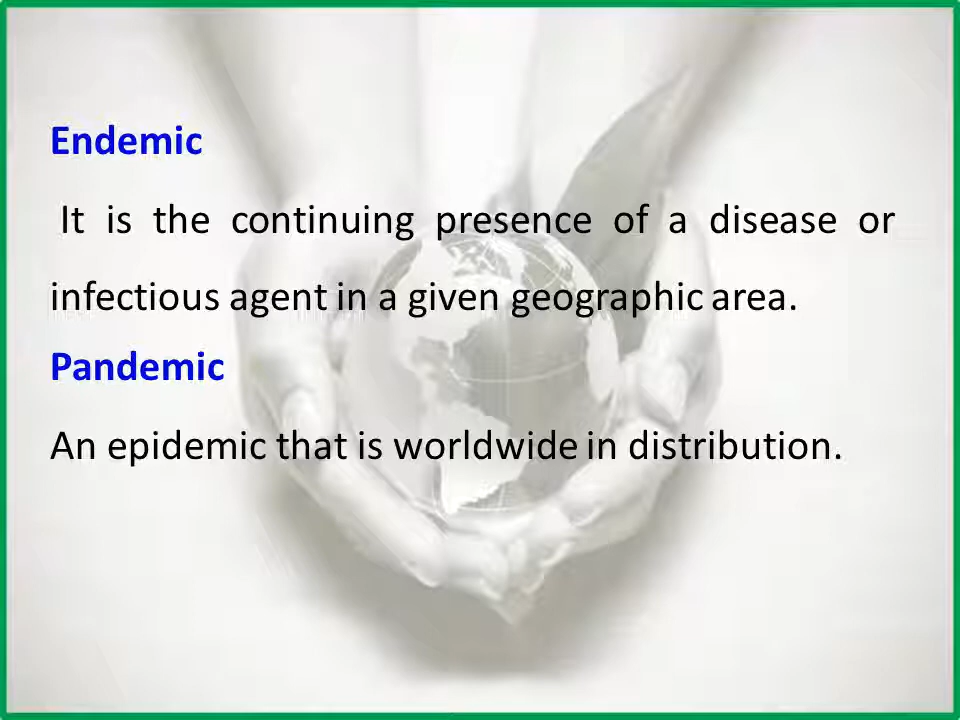 Endemic
It is the continuing presence of a disease or
infectious agent in a given geographic area.
Pandemic
An epidemic that is worldwide in distribution.